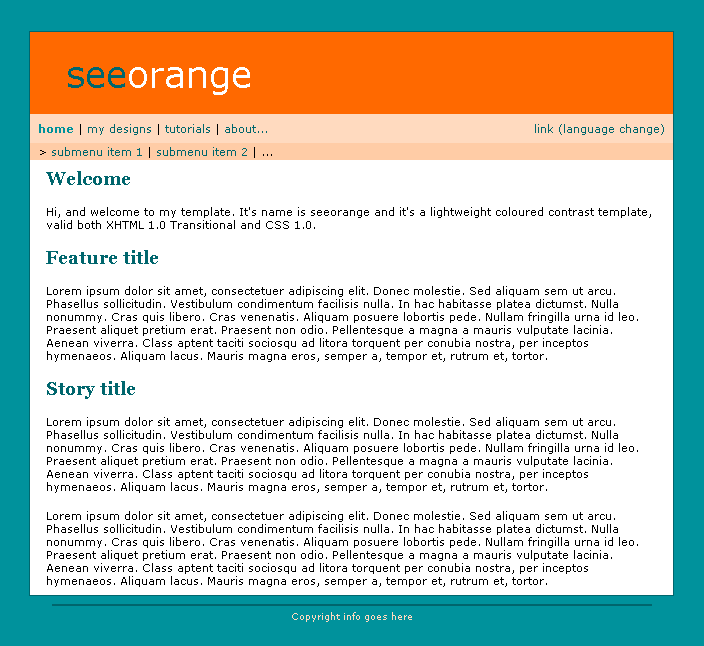 seeorange
home | my designs | tutorials | about... link (language change)
> submenu item 1 | submenu item 2 | ...
Welcome
Hi, and welcome to my template. It's name is seeorange and it's a lightweight coloured contrast template,
valid both XHTML 1.0 Transitional and CSS 1.0.
Feature title
Lorem ipsum dolor sit amet, consectetuer adipiscing elit. Donec molestie. Sed aliquam sem ut arcu.
Phasellus sollicitudin. Vestibulum condimentum facilisis nulla. In hac habitasse platea dictumst. Nulla
nonummy. Cras quis libero. Cras venenatis. Aliquam posuere lobortis pede. Nullam fringilla urna id leo.
Praesent aliquet pretium erat. Praesent non odio. Pellentesque a magna a mauris vulputate lacinia.
Aenean viverra. Class aptent taciti sociosqu ad litora torquent per conubia nostra, per inceptos
hymenaeos. Aliquam lacus. Mauris magna eros, semper a, tempor et, rutrum et, tortor.
Story title
Lorem ipsum dolor sit amet, consectetuer adipiscing elit. Donec molestie. Sed aliquam sem ut arcu.
Phasellus sollicitudin. Vestibulum condimentum facilisis nulla. In hac habitasse platea dictumst. Nulla
nonummy. Cras quis libero. Cras venenatis. Aliquam posuere lobortis pede. Nullam fringilla urna id leo.
Praesent aliquet pretium erat. Praesent non odio. Pellentesque a magna a mauris vulputate lacinia.
Aenean viverra. Class aptent taciti sociosqu ad litora torquent per conubia nostra, per inceptos
hymenaeos. Aliquam lacus. Mauris magna eros, semper a, tempor et, rutrum et, tortor.
Lorem ipsum dolor sit amet, consectetuer adipiscing elit. Donec molestie. Sed aliquam sem ut arcu.
Phasellus sollicitudin. Vestibulum condimentum facilisis nulla. In hac habitasse platea dictumst. Nulla
nonummy. Cras quis libero. Cras venenatis. Aliquam posuere lobortis pede. Nullam fringilla urna id leo.
Praesent aliquet pretium erat. Praesent non odio. Pellentesque a magna a mauris vulputate lacinia.
Aenean viverra. Class aptent taciti sociosqu ad litora torquent per conubia nostra, per inceptos
hymenaeos. Aliquam lacus. Mauris magna eros, semper a, tempor et, rutrum et, tortor.
Copyright info goes here